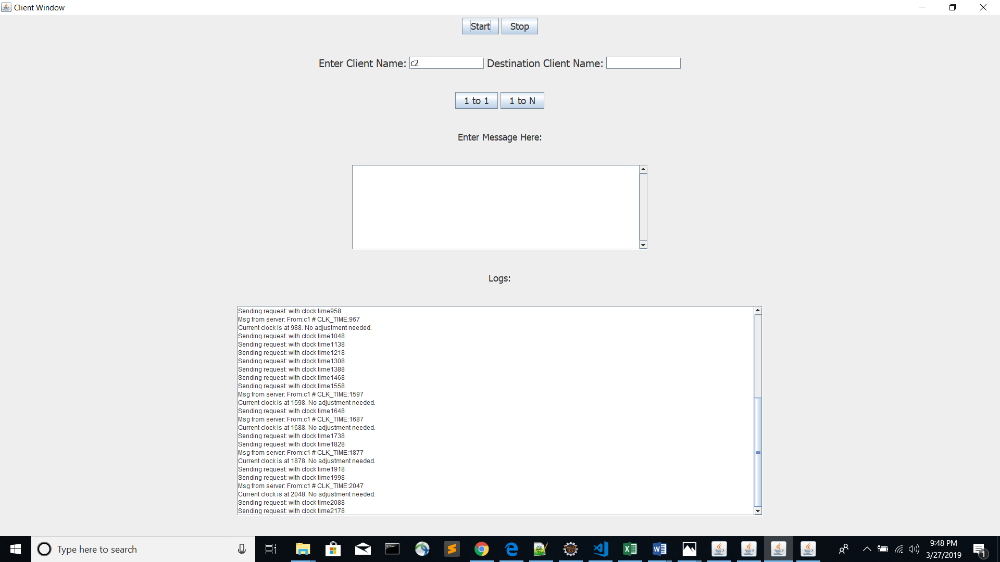 Client Window
Start Stop
Enter Client Name: c2 Destination Client Name:
1 to 1 1 to N
Enter Message Here:
Logs:
Sending request: with clock time958
Msg from server: From:c1 # CLK_TIME:967
Current clock is at 988. No adjustment needed.
Sending request: with clock time1048
Sending request: with clock time1138
Sending request: with clock time1218
Sending request: with clock time1308
Sending request: with clock time1388
Sending request: with clock time1468
Sending request: with clock time1558
Msg from server: From:c1 # CLK_TIME:1597
Current clock is at 1598. No adjustment needed.
Sending request: with clock time1648
Msg from server: From:c1 # CLK_TIME:1687
Current clock is at 1688. No adjustment needed.
Sending request: with clock time1738
Sending request: with clock time1828
Msg from server: From:c1 # CLK_TIME:1877
Current clock is at 1878. No adjustment needed.
Sending request: with clock time1918
Sending request: with clock time1998
Msg from server: From:c1 # CLK_TIME:2047
Current clock is at 2048. No adjustment needed.
Sending request: with clock time2088
Sending request: with clock time2178
Type here to search
9:48 PM
3/27/2019
1